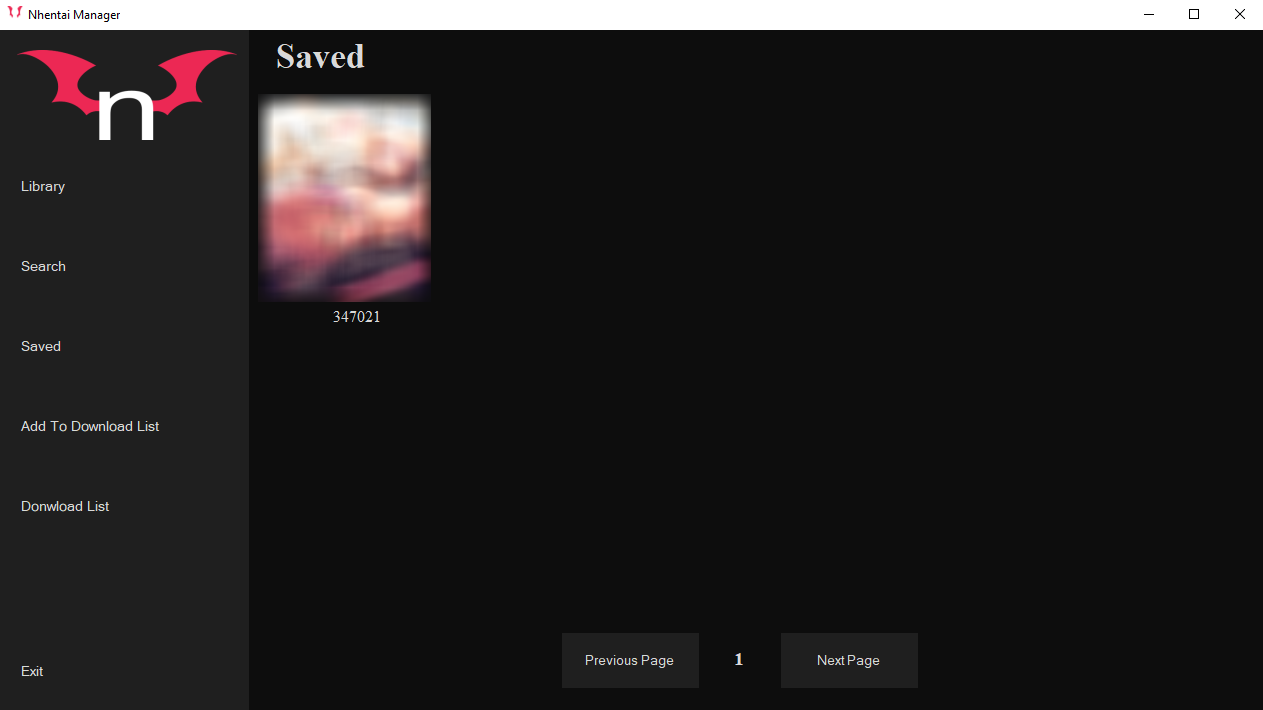 Nhentai Manager
n
Library
Search
Saved
Add To Download List
Donwload List
Exit
Saved
347021
Previous Page
1
Next Page